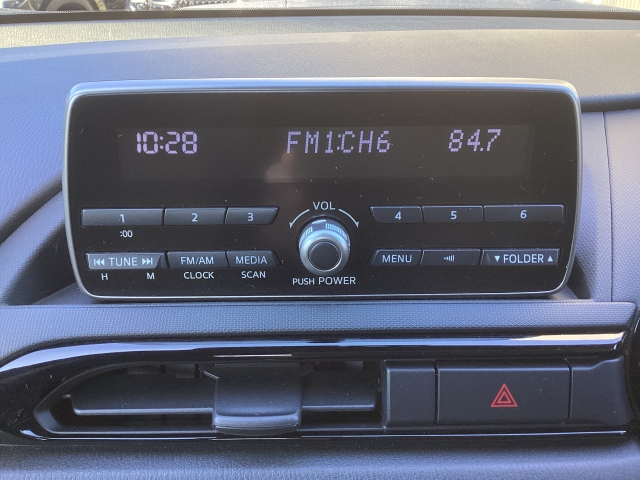 10:28 FM1:CH6 84.7
VOL
1 2 3 4 5 6
:00
TUNE FM/AM MEDIA MENU ▼ FOLDER ▲
H M CLOCK SCAN PUSH POWER